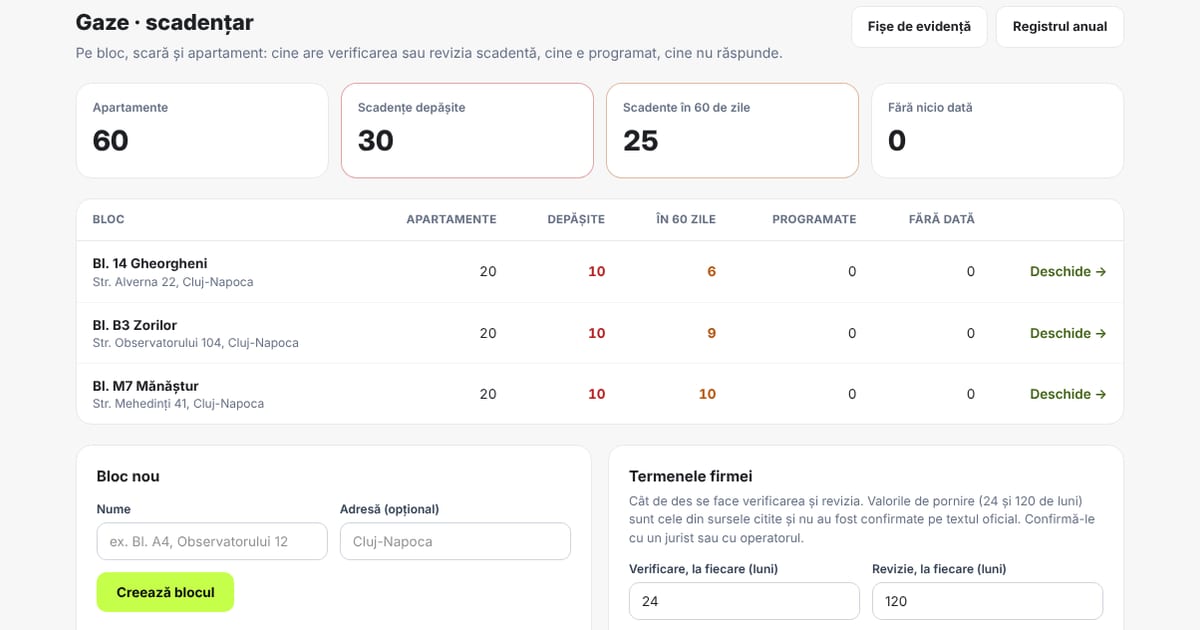 Gaze · scadențar
Fișe de evidență
Registrul anual
Pe bloc, scară și apartament: cine are verificarea sau revizia scadentă, cine e programat, cine nu răspunde.
Apartamente
60
Scadențe depășite
30
Scadente în 60 de zile
25
Fără nicio dată
0
BLOC APARTAMENTE DEPĂȘITE ÎN 60 ZILE PROGRAMATE FĂRĂ DATĂ
Bl. 14 Gheorgheni
Str. Alverna 22, Cluj-Napoca
20 10 6 0 0 Deschide →
Bl. B3 Zorilor
Str. Observatorului 104, Cluj-Napoca
20 10 9 0 0 Deschide →
Bl. M7 Mănăștur
Str. Mehedinți 41, Cluj-Napoca
20 10 10 0 0 Deschide →
Bloc nou
Nume
ex. Bl. A4, Observatorului 12
Adresă (opțional)
Cluj-Napoca
Creează blocul
Termenele firmei
Cât de des se face verificarea și revizia. Valorile de pornire (24 și 120 de luni)
sunt cele din sursele citite și nu au fost confirmate pe textul oficial. Confirmă-le
cu un jurist sau cu operatorul.
Verificare, la fiecare (luni)
24
Revizie, la fiecare (luni)
120